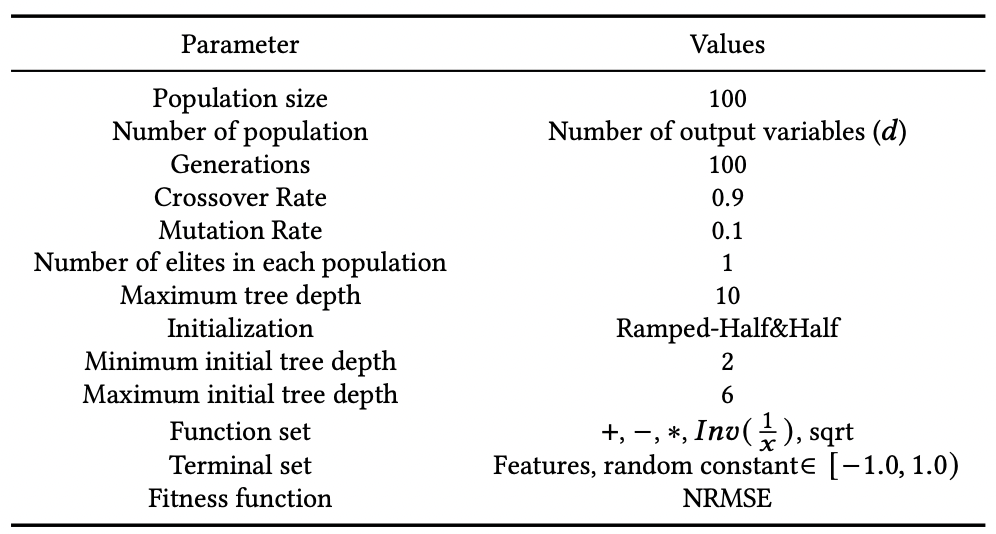 Parameter Values
Population size 100
Number of population Number of output variables (d)
Generations 100
Crossover Rate 0.9
Mutation Rate 0.1
Number of elites in each population 1
Maximum tree depth 10
Initialization Ramped-Half&Half
Minimum initial tree depth 2
Maximum initial tree depth 6
Function set +, −, ∗, Inv(1/x), sqrt
Terminal set Features, random constant∈ [−1.0, 1.0)
Fitness function NRMSE